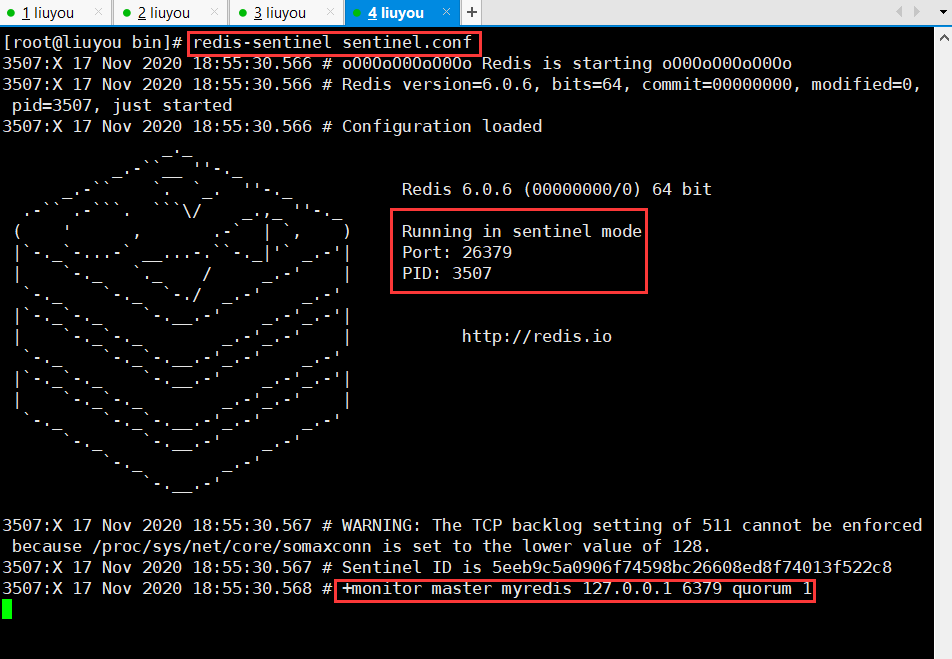 1 liuyou 2 liuyou 3 liuyou 4 liuyou +
[root@liuyou bin]# redis-sentinel sentinel.conf
3507:X 17 Nov 2020 18:55:30.566 # oO0OoO0OoO0Oo Redis is starting oO0OoO0OoO0Oo
3507:X 17 Nov 2020 18:55:30.566 # Redis version=6.0.6, bits=64, commit=00000000, modified=0,
pid=3507, just started
3507:X 17 Nov 2020 18:55:30.566 # Configuration loaded
Redis 6.0.6 (00000000/0) 64 bit
Running in sentinel mode
Port: 26379
PID: 3507
http://redis.io
3507:X 17 Nov 2020 18:55:30.567 # WARNING: The TCP backlog setting of 511 cannot be enforced
because /proc/sys/net/core/somaxconn is set to the lower value of 128.
3507:X 17 Nov 2020 18:55:30.567 # Sentinel ID is 5eeb9c5a0906f74598bc26608ed8f74013f522c8
3507:X 17 Nov 2020 18:55:30.568 # +monitor master myredis 127.0.0.1 6379 quorum 1